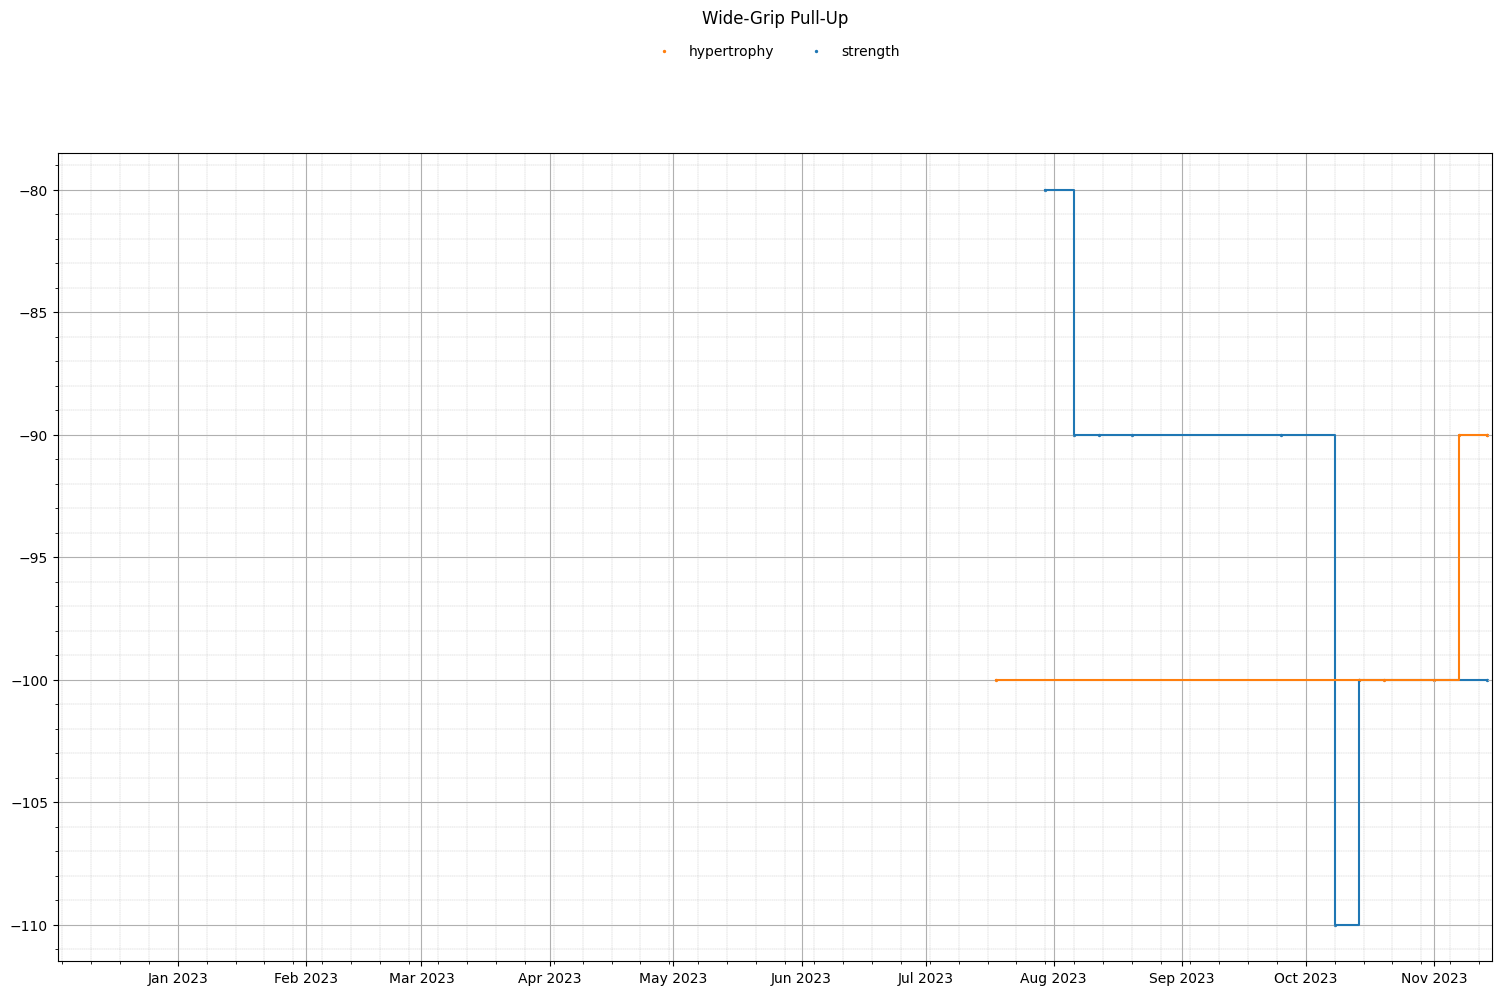 Wide-Grip Pull-Up
hypertrophy strength
−80
−85
−90
−95
−100
−105
−110
Jan 2023 Feb 2023 Mar 2023 Apr 2023 May 2023 Jun 2023 Jul 2023 Aug 2023 Sep 2023 Oct 2023 Nov 2023